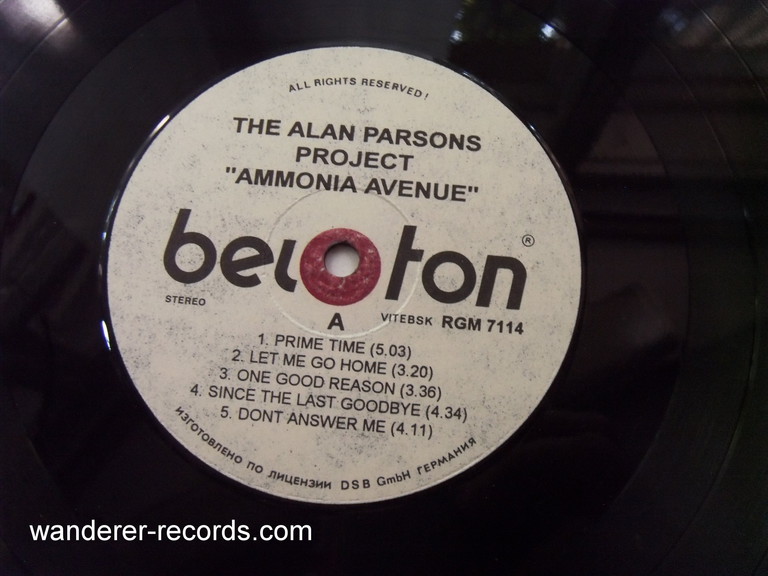 ALL RIGHTS RESERVED!
THE ALAN PARSONS
PROJECT
"AMMONIA AVENUE"
beloton ®
STEREO
A
VITEBSK RGM 7114
1. PRIME TIME (5.03)
2. LET ME GO HOME (3.20)
3. ONE GOOD REASON (3.36)
4. SINCE THE LAST GOODBYE (4.34)
5. DONT ANSWER ME (4.11)
ИЗГОТОВЛЕНО ПО ЛИЦЕНЗИИ DSB GmbH ГЕРМАНИЯ
wanderer-records.com